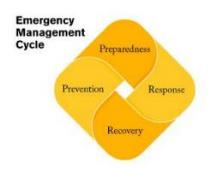 Emergency
Management
Cycle
Preparedness
Prevention
Response
Recovery